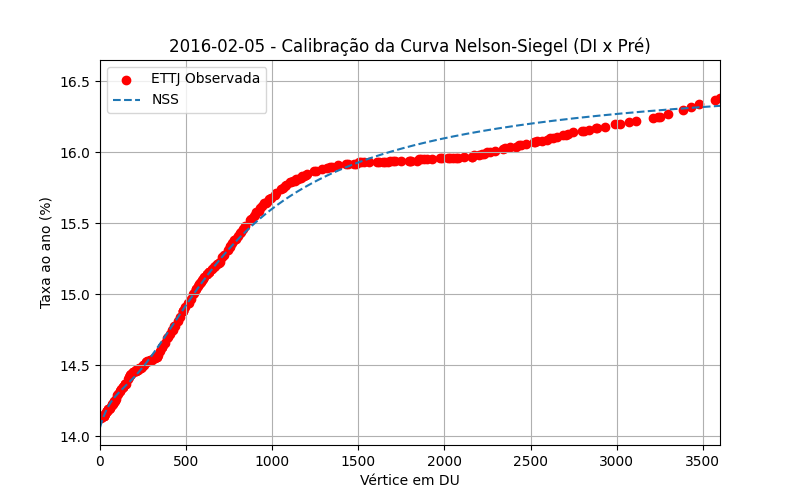 2016-02-05 - Calibração da Curva Nelson-Siegel (DI x Pré)
ETTJ Observada
NSS
Taxa ao ano (%)
16.5
16.0
15.5
15.0
14.5
14.0
0 500 1000 1500 2000 2500 3000 3500
Vértice em DU